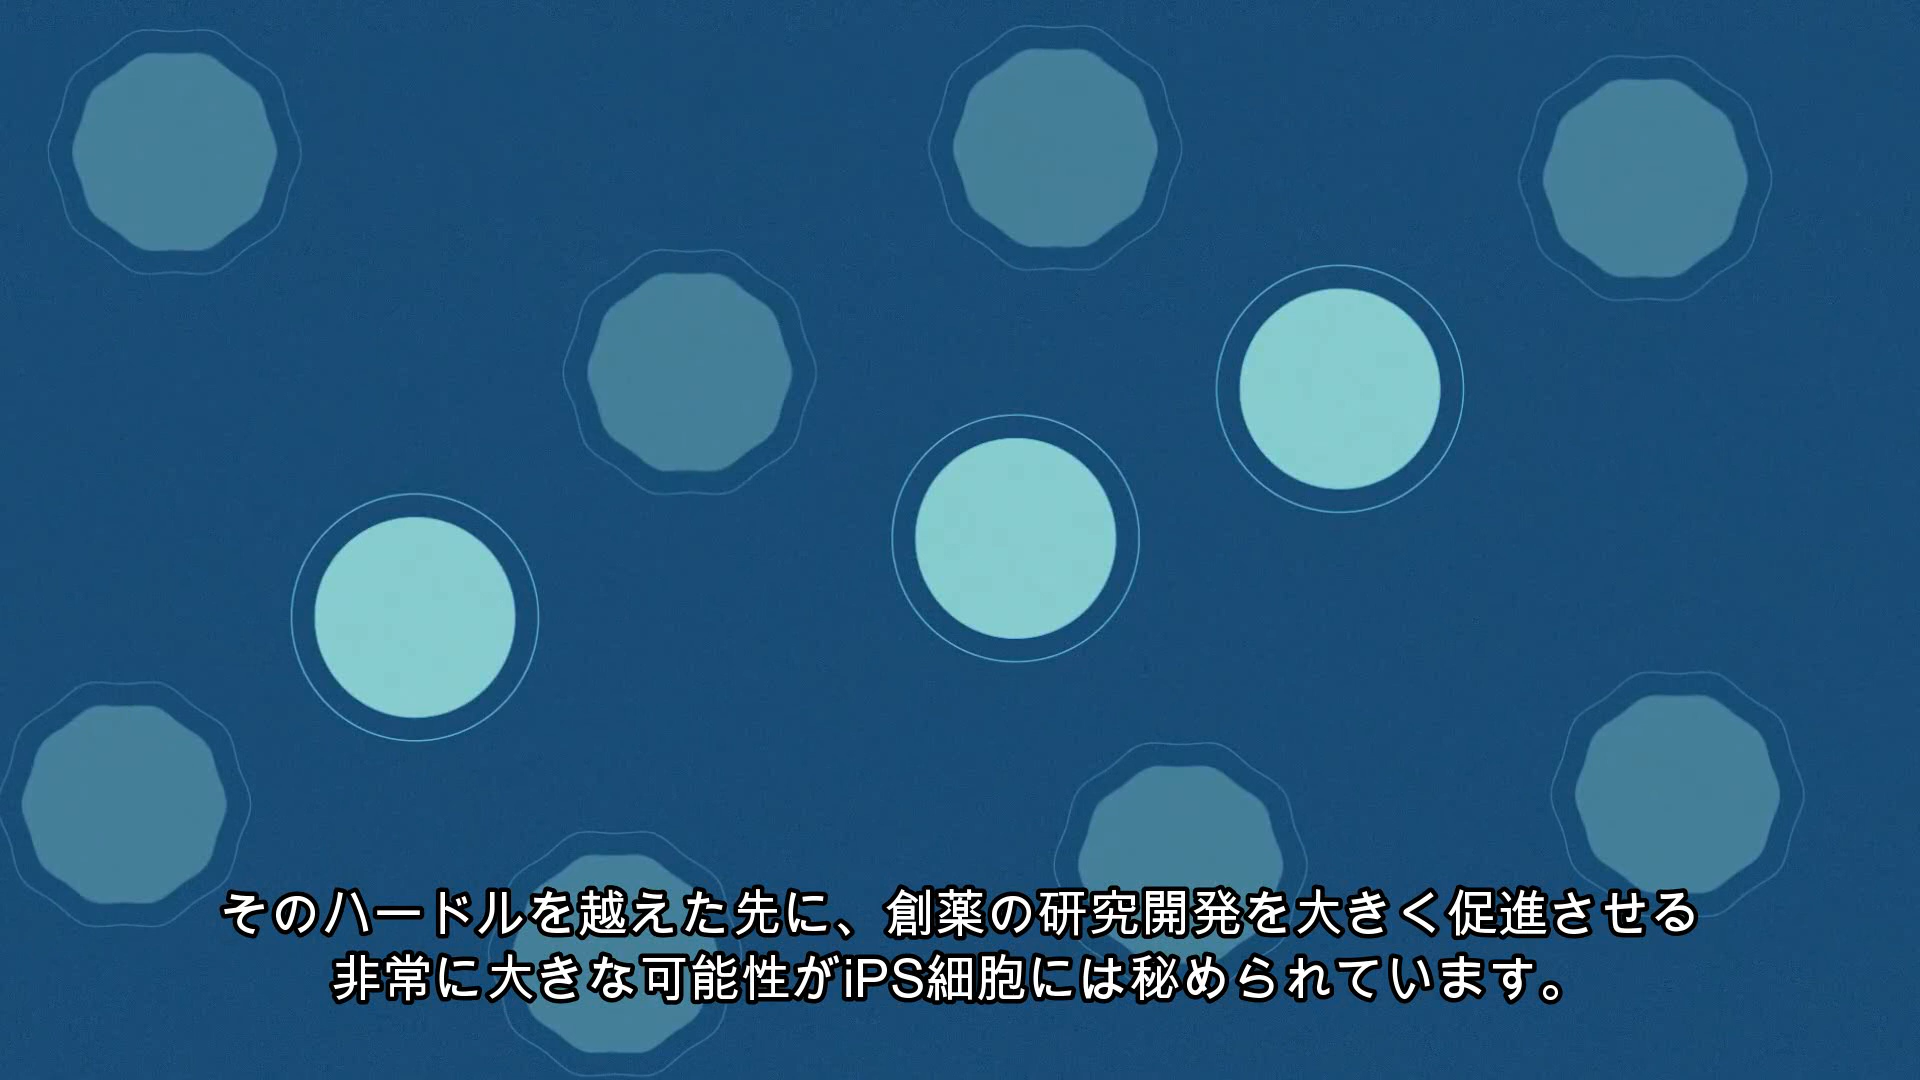 そのハードルを越えた先に、創薬の研究開発を大きく促進させる
非常に大きな可能性がiPS細胞には秘められています。